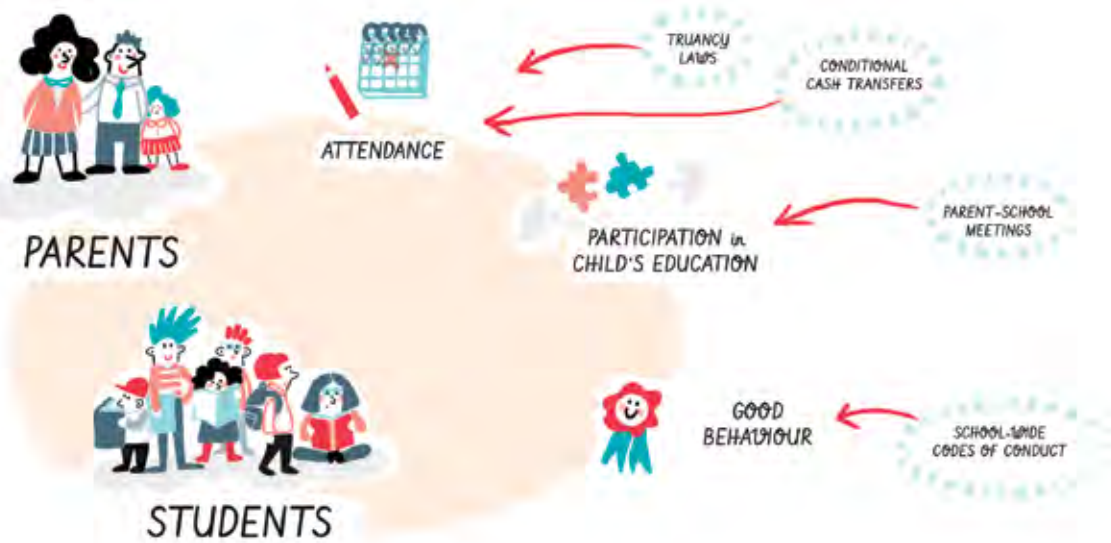 TRUANCY
LAWS
CONDITIONAL
CASH TRANSFERS
ATTENDANCE
PARENTS
PARTICIPATION in
CHILD'S EDUCATION
PARENT-SCHOOL
MEETINGS
GOOD
BEHAVIOUR
SCHOOL-WIDE
CODES OF CONDUCT
STUDENTS